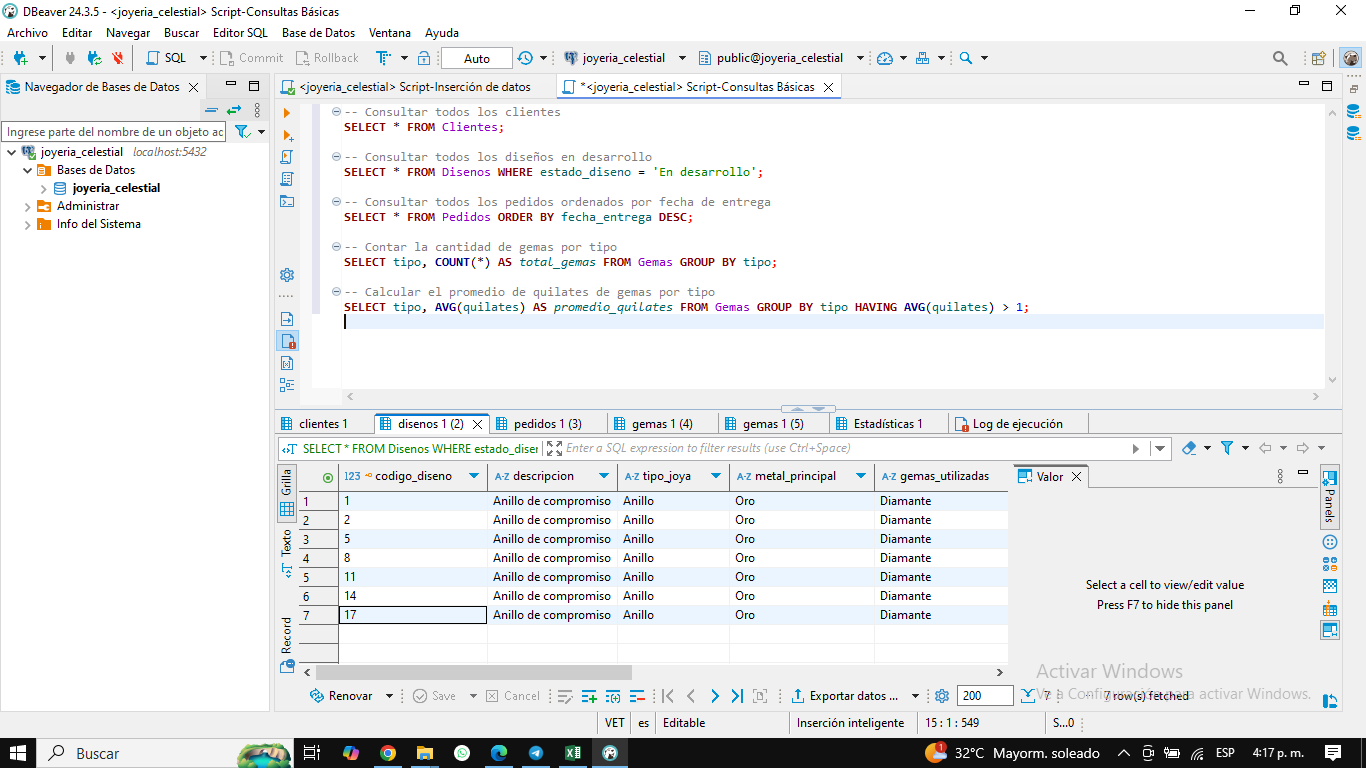 DBeaver 24.3.5 - <joyeria_celestial> Script-Consultas Básicas
Archivo Editar Navegar Buscar Editor SQL Base de Datos Ventana Ayuda
SQL Commit Rollback Auto joyeria_celestial public@joyeria_celestial
Navegador de Bases de Datos
<joyeria_celestial> Script-Inserción de datos
*<joyeria_celestial> Script-Consultas Básicas
Ingrese parte del nombre de un objeto ac
joyeria_celestial localhost:5432
Bases de Datos
joyeria_celestial
Administrar
Info del Sistema
-- Consultar todos los clientes
SELECT * FROM Clientes;
-- Consultar todos los diseños en desarrollo
SELECT * FROM Disenos WHERE estado_diseno = 'En desarrollo';
-- Consultar todos los pedidos ordenados por fecha de entrega
SELECT * FROM Pedidos ORDER BY fecha_entrega DESC;
-- Contar la cantidad de gemas por tipo
SELECT tipo, COUNT(*) AS total_gemas FROM Gemas GROUP BY tipo;
-- Calcular el promedio de quilates de gemas por tipo
SELECT tipo, AVG(quilates) AS promedio_quilates FROM Gemas GROUP BY tipo HAVING AVG(quilates) > 1;
clientes 1 disenos 1 (2) pedidos 1 (3) gemas 1 (4) gemas 1 (5) Estadísticas 1 Log de ejecución
SELECT * FROM Disenos WHERE estado_diser Enter a SQL expression to filter results (use Ctrl+Space)
Grilla
Texto
Record
123 codigo_diseno A-Z descripcion A-Z tipo_joya A-Z metal_principal A-Z gemas_utilizadas
1 1 Anillo de compromiso Anillo Oro Diamante
2 2 Anillo de compromiso Anillo Oro Diamante
3 5 Anillo de compromiso Anillo Oro Diamante
4 8 Anillo de compromiso Anillo Oro Diamante
5 11 Anillo de compromiso Anillo Oro Diamante
6 14 Anillo de compromiso Anillo Oro Diamante
7 17 Anillo de compromiso Anillo Oro Diamante
Valor
Panels
Select a cell to view/edit value
Press F7 to hide this panel
Activar Windows
Ve a Configuración para activar Windows.
Renovar Save Cancel Exportar datos ... 200 7 7 row(s) fetched
VET es Editable Inserción inteligente 15 : 1 : 549 S...0
Buscar 1 32°C Mayorm. soleado ESP 4:17 p. m.